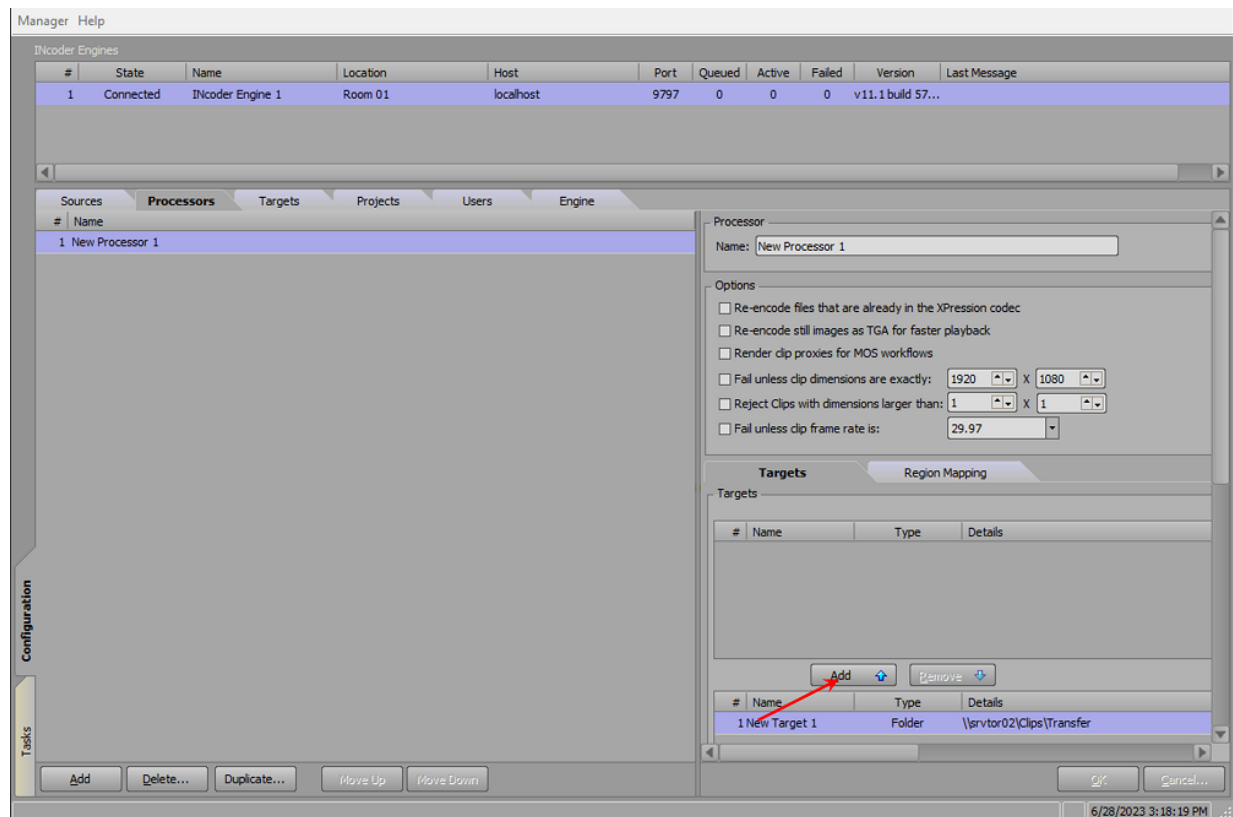 Manager Help
INcoder Engines
# State Name Location Host Port Queued Active Failed Version Last Message
1 Connected INcoder Engine 1 Room 01 localhost 9797 0 0 0 v11.1 build 57...
Sources Processors Targets Projects Users Engine
# Name
1 New Processor 1
Processor
Name: New Processor 1
Options
Re-encode files that are already in the XPression codec
Re-encode still images as TGA for faster playback
Render clip proxies for MOS workflows
Fail unless clip dimensions are exactly: 1920 X 1080
Reject Clips with dimensions larger than: 1 X 1
Fail unless clip frame rate is: 29.97
Targets Region Mapping
Targets
# Name Type Details
Add Remove
# Name Type Details
1 New Target 1 Folder \\srvtor02\Clips\Transfer
Configuration
Tasks
Add Delete... Duplicate... Move Up Move Down OK Cancel...
6/28/2023 3:18:19 PM